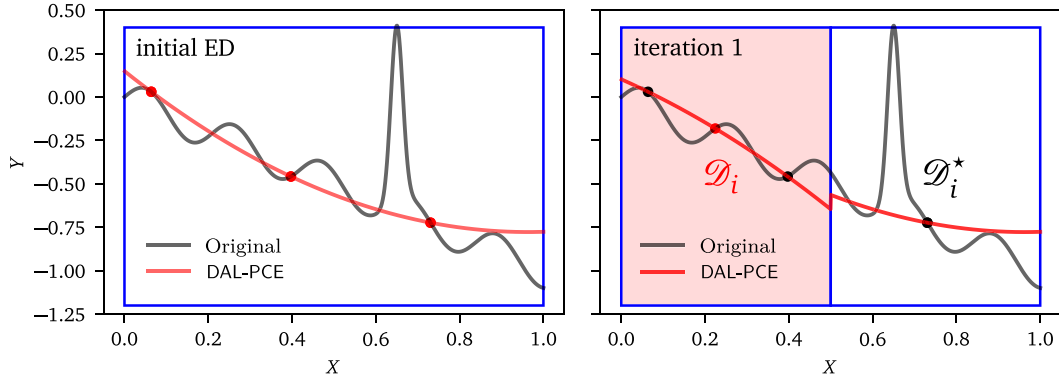 initial ED
0.50
0.25
0.00
−0.25
−0.50
−0.75
−1.00
−1.25
Y
Original
DAL-PCE
0.0 0.2 0.4 0.6 0.8 1.0
X
iteration 1
𝒟i
𝒟i★
Original
DAL-PCE
0.0 0.2 0.4 0.6 0.8 1.0
X